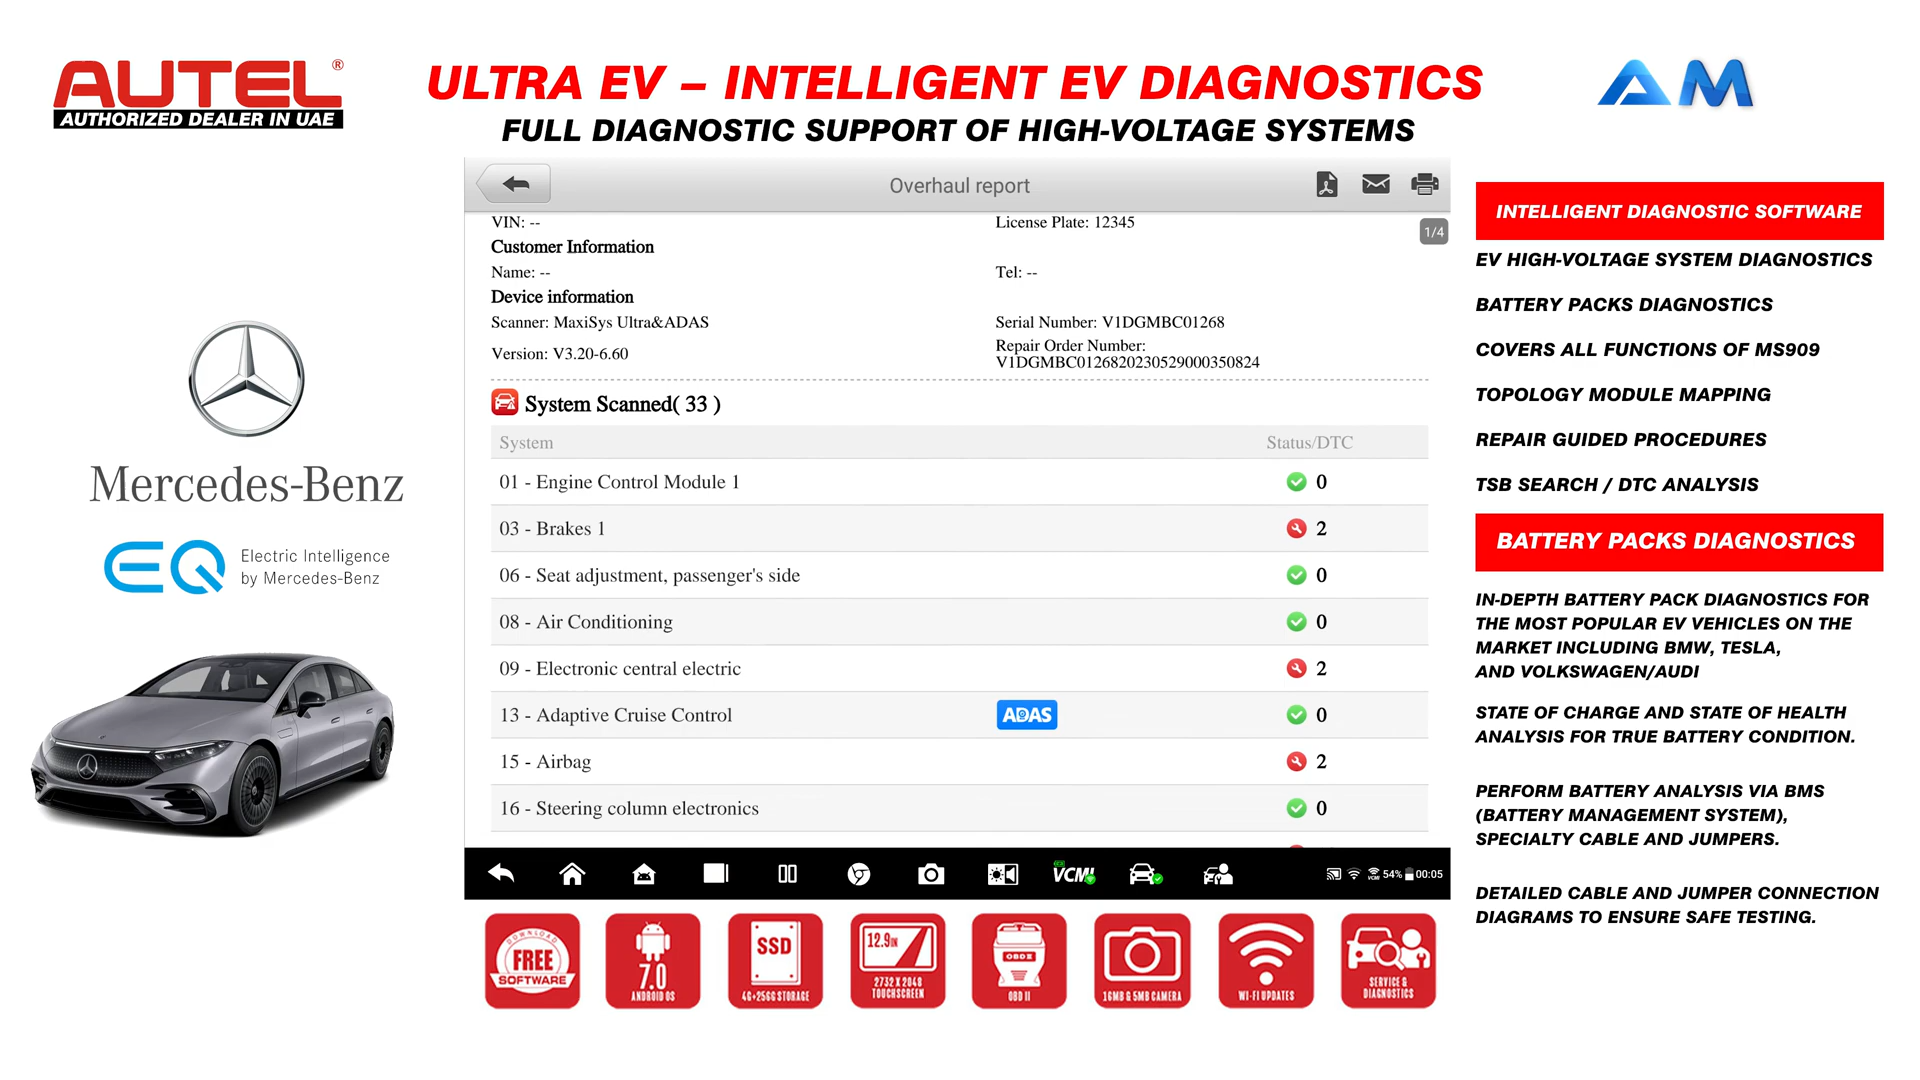 AUTEL®
AUTHORIZED DEALER IN UAE
ULTRA EV – INTELLIGENT EV DIAGNOSTICS
FULL DIAGNOSTIC SUPPORT OF HIGH-VOLTAGE SYSTEMS
AM
Mercedes-Benz
EQ
Electric Intelligence
by Mercedes-Benz
Overhaul report
1/4
VIN: --
License Plate: 12345
Customer Information
Name: --
Tel: --
Device information
Scanner: MaxiSys Ultra&ADAS
Serial Number: V1DGMBC01268
Version: V3.20-6.60
Repair Order Number:
V1DGMBC0126820230529000350824
System Scanned( 33 )
System
Status/DTC
01 - Engine Control Module 1
0
03 - Brakes 1
2
06 - Seat adjustment, passenger's side
0
08 - Air Conditioning
0
09 - Electronic central electric
2
13 - Adaptive Cruise Control
ADAS
0
15 - Airbag
2
16 - Steering column electronics
0
VCMI
VCMI
54%
00:05
DOWNLOAD
FREE
SOFTWARE
7.0
ANDROID OS
SSD
4G+256G STORAGE
12.9IN
2732 X 2048
TOUCHSCREEN
OBD II
OBD II
16MB & 5MB CAMERA
WI-FI UPDATES
SERVICE &
DIAGNOSTICS
INTELLIGENT DIAGNOSTIC SOFTWARE
EV HIGH-VOLTAGE SYSTEM DIAGNOSTICS
BATTERY PACKS DIAGNOSTICS
COVERS ALL FUNCTIONS OF MS909
TOPOLOGY MODULE MAPPING
REPAIR GUIDED PROCEDURES
TSB SEARCH / DTC ANALYSIS
BATTERY PACKS DIAGNOSTICS
IN-DEPTH BATTERY PACK DIAGNOSTICS FOR
THE MOST POPULAR EV VEHICLES ON THE
MARKET INCLUDING BMW, TESLA,
AND VOLKSWAGEN/AUDI
STATE OF CHARGE AND STATE OF HEALTH
ANALYSIS FOR TRUE BATTERY CONDITION.
PERFORM BATTERY ANALYSIS VIA BMS
(BATTERY MANAGEMENT SYSTEM),
SPECIALTY CABLE AND JUMPERS.
DETAILED CABLE AND JUMPER CONNECTION
DIAGRAMS TO ENSURE SAFE TESTING.